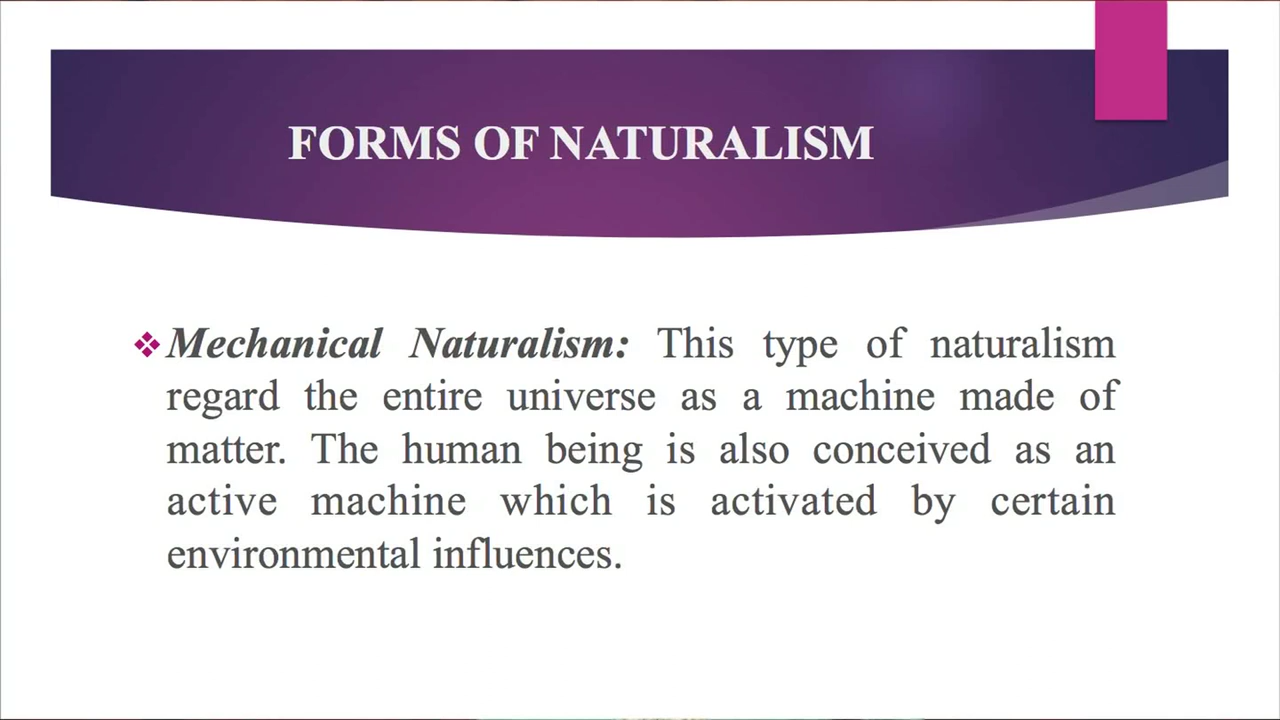 FORMS OF NATURALISM
Mechanical Naturalism: This type of naturalism
regard the entire universe as a machine made of
matter. The human being is also conceived as an
active machine which is activated by certain
environmental influences.